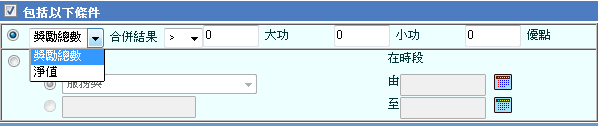 包括以下條件
獎勵總數 合併結果 > 0 大功 0 小功 0 優點
獎勵總數
淨值
在時段
服務獎 由
至